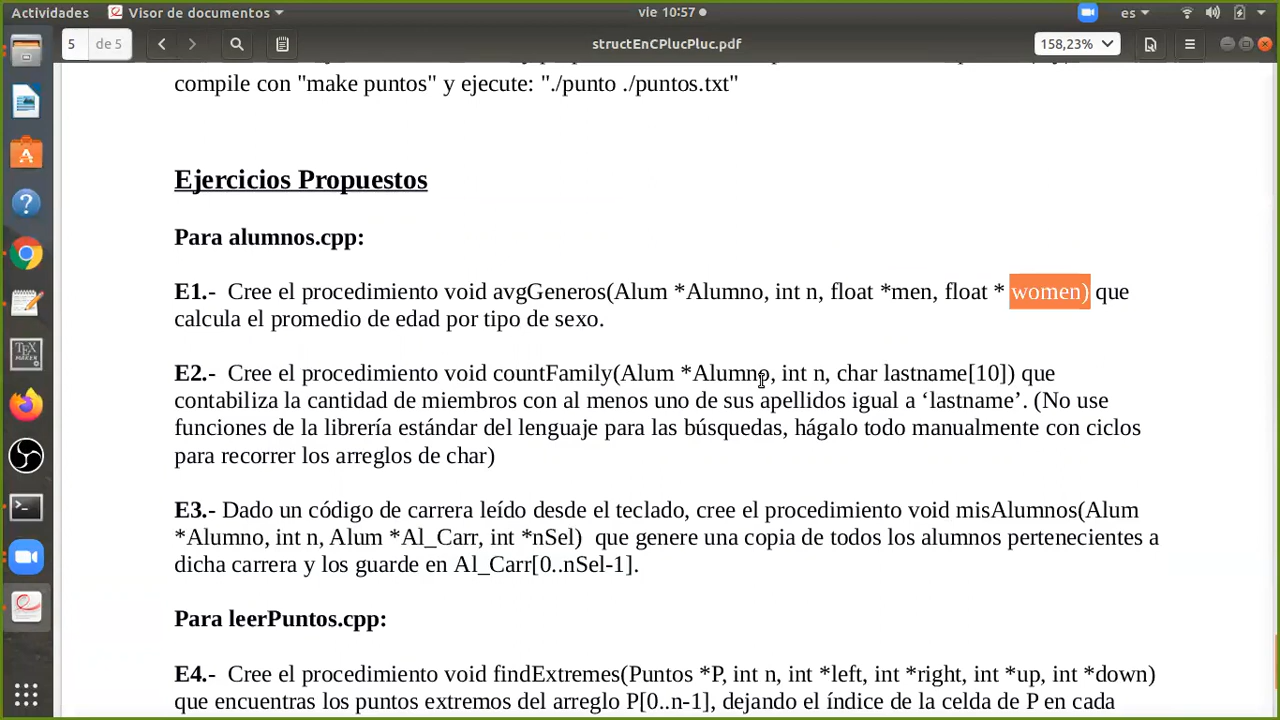 Actividades
Visor de documentos
vie 10:57
es
5
de 5
structEnCPlucPluc.pdf
158,23%
compile con "make puntos" y ejecute: "./punto ./puntos.txt"
Ejercicios Propuestos
Para alumnos.cpp:
E1.- Cree el procedimiento void avgGeneros(Alum *Alumno, int n, float *men, float * women) que
calcula el promedio de edad por tipo de sexo.
E2.- Cree el procedimiento void countFamily(Alum *Alumno, int n, char lastname[10]) que
contabiliza la cantidad de miembros con al menos uno de sus apellidos igual a ‘lastname’. (No use
funciones de la librería estándar del lenguaje para las búsquedas, hágalo todo manualmente con ciclos
para recorrer los arreglos de char)
E3.- Dado un código de carrera leído desde el teclado, cree el procedimiento void misAlumnos(Alum
*Alumno, int n, Alum *Al_Carr, int *nSel) que genere una copia de todos los alumnos pertenecientes a
dicha carrera y los guarde en Al_Carr[0..nSel-1].
Para leerPuntos.cpp:
E4.- Cree el procedimiento void findExtremes(Puntos *P, int n, int *left, int *right, int *up, int *down)
que encuentras los puntos extremos del arreglo P[0..n-1], dejando el índice de la celda de P en cada